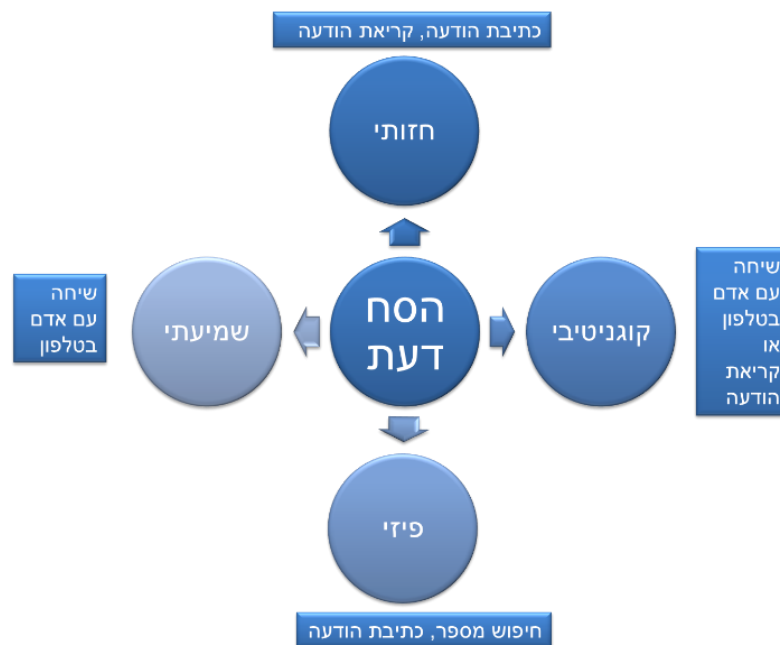 כתיבת הודעה, קריאת הודעה
חזותי
שיחה
עם אדם
בטלפון
או
קריאת
הודעה
קוגניטיבי
הסח
דעת
שמיעתי
שיחה
עם אדם
בטלפון
פיזי
חיפוש מספר, כתיבת הודעה